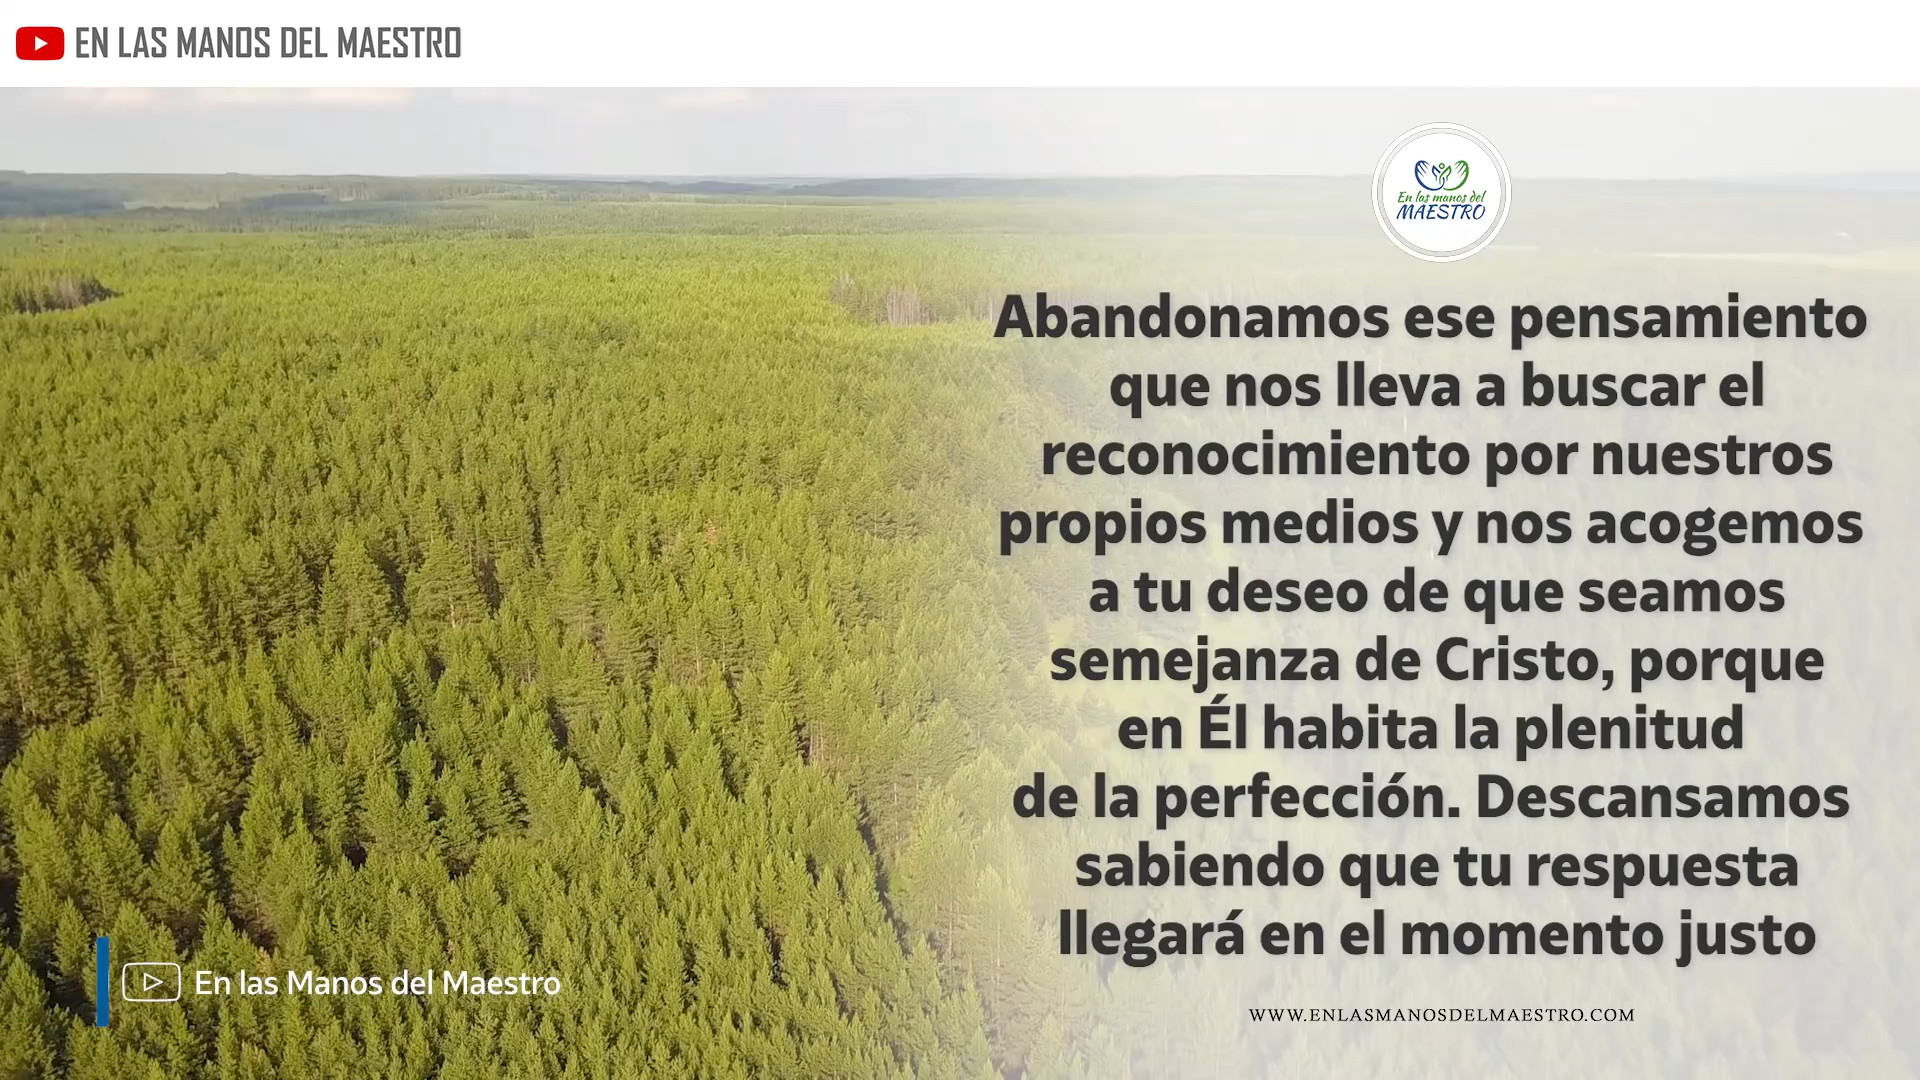 EN LAS MANOS DEL MAESTRO
En las manos del
MAESTRO
Abandonamos ese pensamiento
que nos lleva a buscar el
reconocimiento por nuestros
propios medios y nos acogemos
a tu deseo de que seamos
semejanza de Cristo, porque
en Él habita la plenitud
de la perfección. Descansamos
sabiendo que tu respuesta
llegará en el momento justo
En las Manos del Maestro
WWW.ENLASMANOSDELMAESTRO.COM